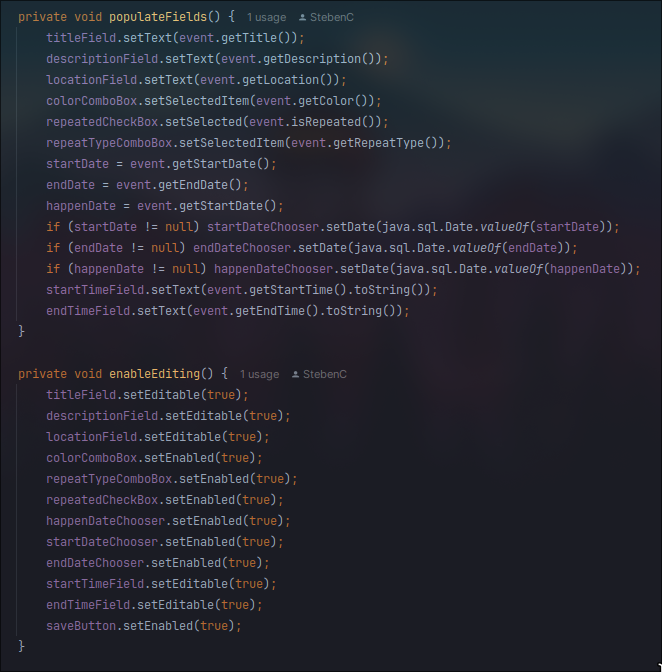 private void populateFields() { 1 usage StebenC
titleField.setText(event.getTitle());
descriptionField.setText(event.getDescription());
locationField.setText(event.getLocation());
colorComboBox.setSelectedItem(event.getColor());
repeatedCheckBox.setSelected(event.isRepeated());
repeatTypeComboBox.setSelectedItem(event.getRepeatType());
startDate = event.getStartDate();
endDate = event.getEndDate();
happenDate = event.getStartDate();
if (startDate != null) startDateChooser.setDate(java.sql.Date.valueOf(startDate));
if (endDate != null) endDateChooser.setDate(java.sql.Date.valueOf(endDate));
if (happenDate != null) happenDateChooser.setDate(java.sql.Date.valueOf(happenDate));
startTimeField.setText(event.getStartTime().toString());
endTimeField.setText(event.getEndTime().toString());
}
private void enableEditing() { 1 usage StebenC
titleField.setEditable(true);
descriptionField.setEditable(true);
locationField.setEditable(true);
colorComboBox.setEnabled(true);
repeatTypeComboBox.setEnabled(true);
repeatedCheckBox.setEnabled(true);
happenDateChooser.setEnabled(true);
startDateChooser.setEnabled(true);
endDateChooser.setEnabled(true);
startTimeField.setEditable(true);
endTimeField.setEditable(true);
saveButton.setEnabled(true);
}